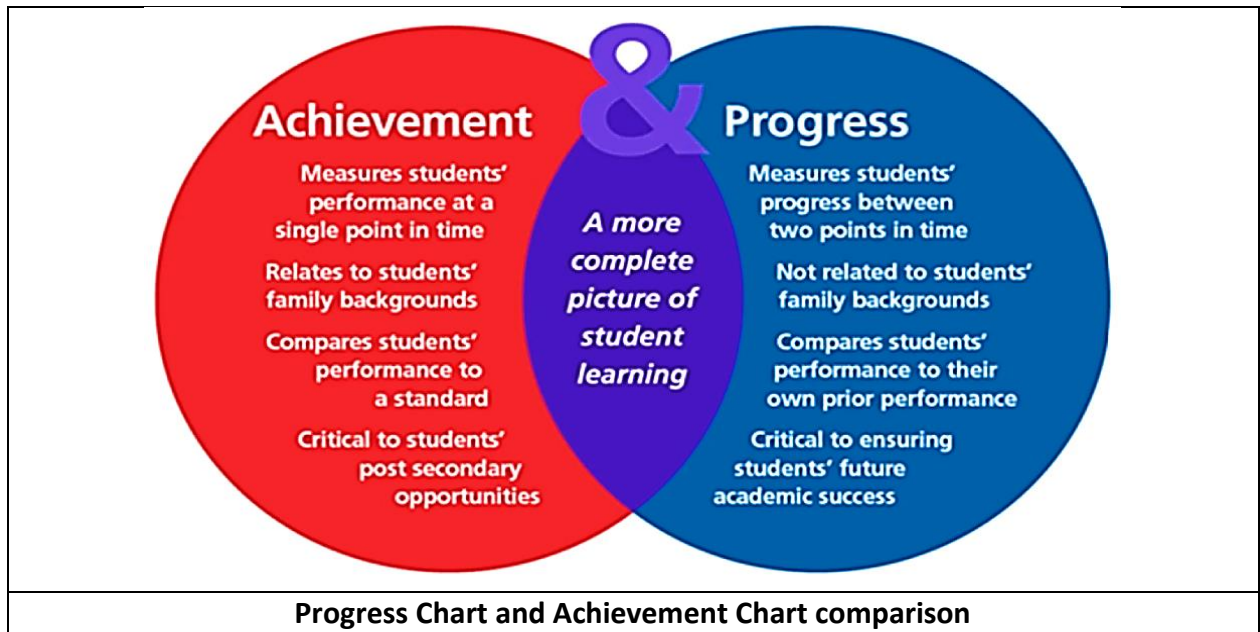 &
Achievement
Measures students'
performance at a
single point in time
Relates to students'
family backgrounds
Compares students'
performance to
a standard
Critical to students'
post secondary
opportunities
A more
complete
picture of
student
learning
Progress
Measures students'
progress between
two points in time
Not related to students'
family backgrounds
Compares students'
performance to their
own prior performance
Critical to ensuring
students' future
academic success
Progress Chart and Achievement Chart comparison